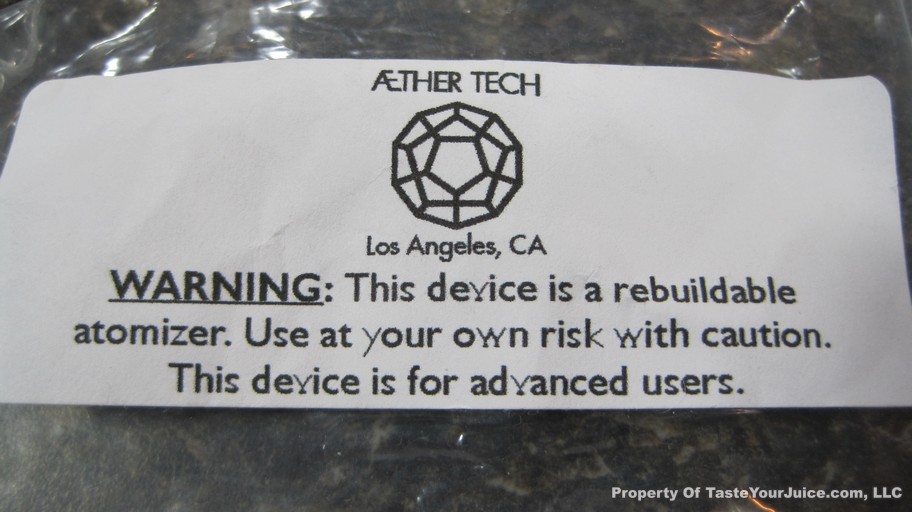 ÆTHER TECH
Los Angeles, CA
WARNING: This device is a rebuildable
atomizer. Use at your own risk with caution.
This device is for advanced users.
Property Of TasteYourJuice.com, LLC